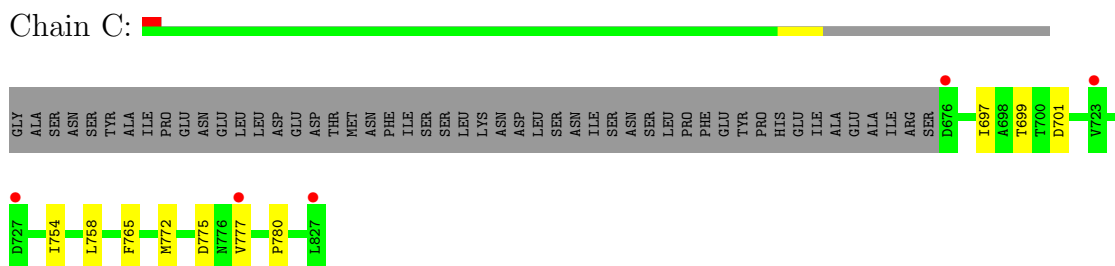 Chain C:
GLY ALA SER ASN SER TYR ALA ILE PRO GLU ASN GLU LEU LEU ASP GLU ASP THR MET ASN PHE ILE SER SER LEU LYS ASN ASP LEU SER ASN ILE SER ASN SER LEU PRO PHE GLU TYR PRO HIS GLU ILE ALA GLU ALA ILE ARG SER D676 I697 A698 T699 T700 D701 V723
D727 I754 L758 F765 M772 D775 N776 V777 P780 L827